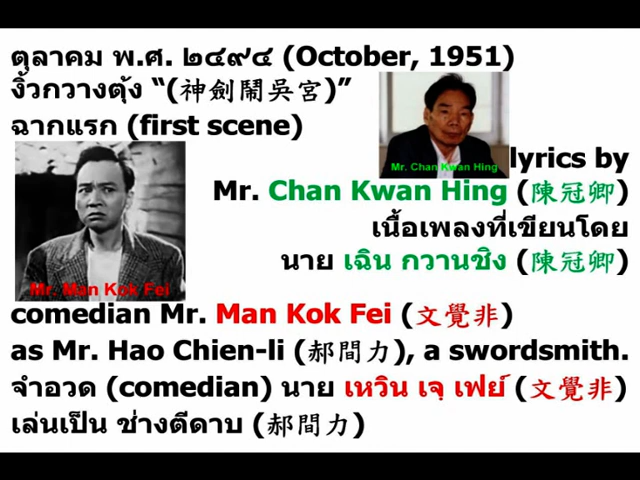 ตุลาคม พ.ศ. ๒๔๙๔ (October, 1951)
งิ้วกวางตุ้ง “(神劍鬧吳宮)”
ฉากแรก (first scene)
Mr. Chan Kwan Hing
lyrics by
Mr. Chan Kwan Hing (陳冠卿)
เนื้อเพลงที่เขียนโดย
นาย เฉิน กวานชิง (陳冠卿)
Mr. Man Kok Fei
comedian Mr. Man Kok Fei (文覺非)
as Mr. Hao Chien-li (郝間力), a swordsmith.
จำอวด (comedian) นาย เหวิน เจฺ เฟย์ (文覺非)
เล่นเป็น ช่างตีดาบ (郝間力)